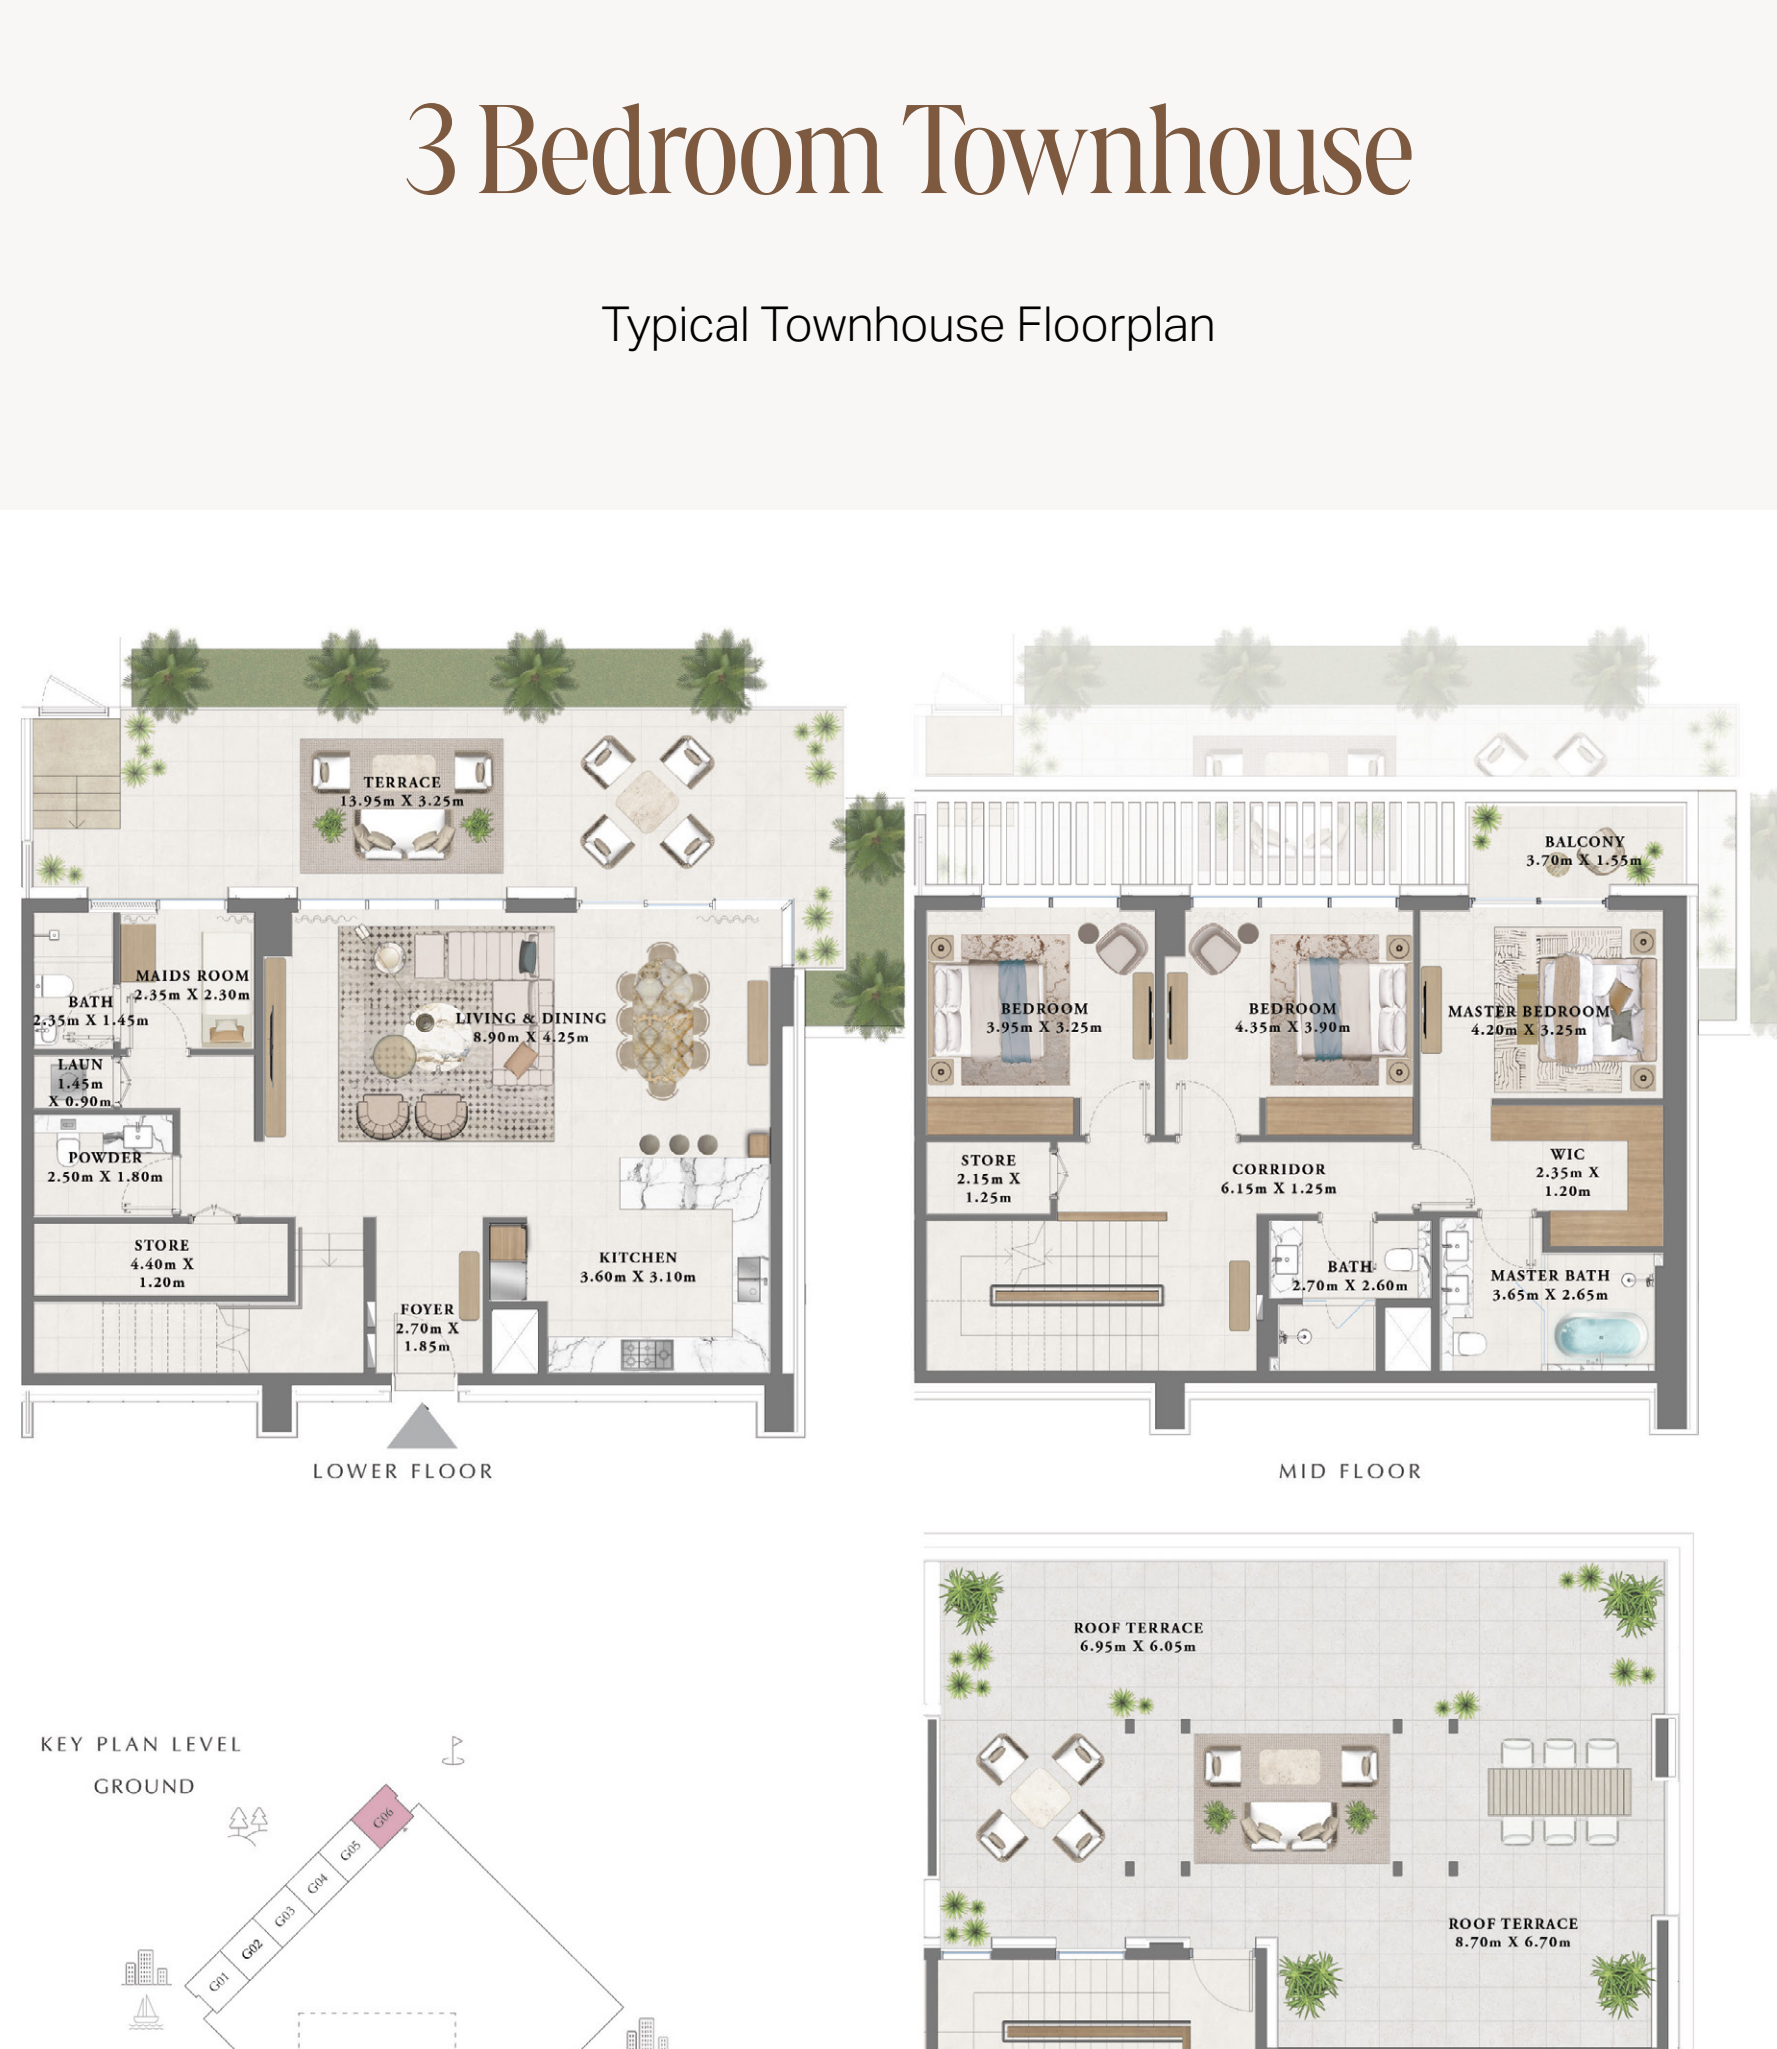 3 Bedroom Townhouse
Typical Townhouse Floorplan
TERRACE
13.95m X 3.25m
MAIDS ROOM
2.35m X 2.30m
BATH
2.35m X 1.45m
LAUN
1.45m
X 0.90m
LIVING & DINING
8.90m X 4.25m
POWDER
2.50m X 1.80m
STORE
4.40m X
1.20m
FOYER
2.70m X
1.85m
KITCHEN
3.60m X 3.10m
LOWER FLOOR
BALCONY
3.70m X 1.55m
BEDROOM
3.95m X 3.25m
BEDROOM
4.35m X 3.90m
MASTER BEDROOM
4.20m X 3.25m
STORE
2.15m X
1.25m
CORRIDOR
6.15m X 1.25m
WIC
2.35m X
1.20m
BATH
2.70m X 2.60m
MASTER BATH
3.65m X 2.65m
MID FLOOR
ROOF TERRACE
6.95m X 6.05m
ROOF TERRACE
8.70m X 6.70m
KEY PLAN LEVEL
GROUND
G06
G05
G04
G03
G02
G01